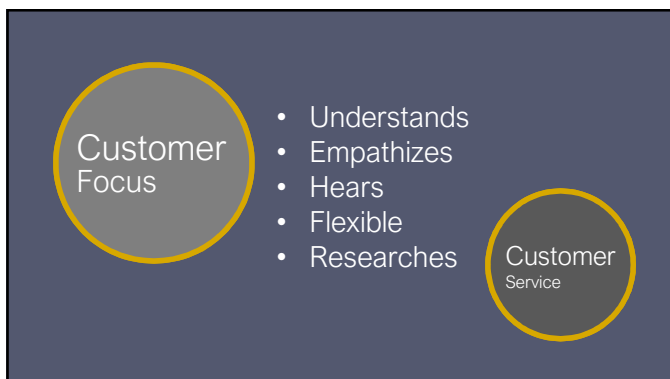 Customer
Focus
• Understands
• Empathizes
• Hears
• Flexible
• Researches
Customer
Service